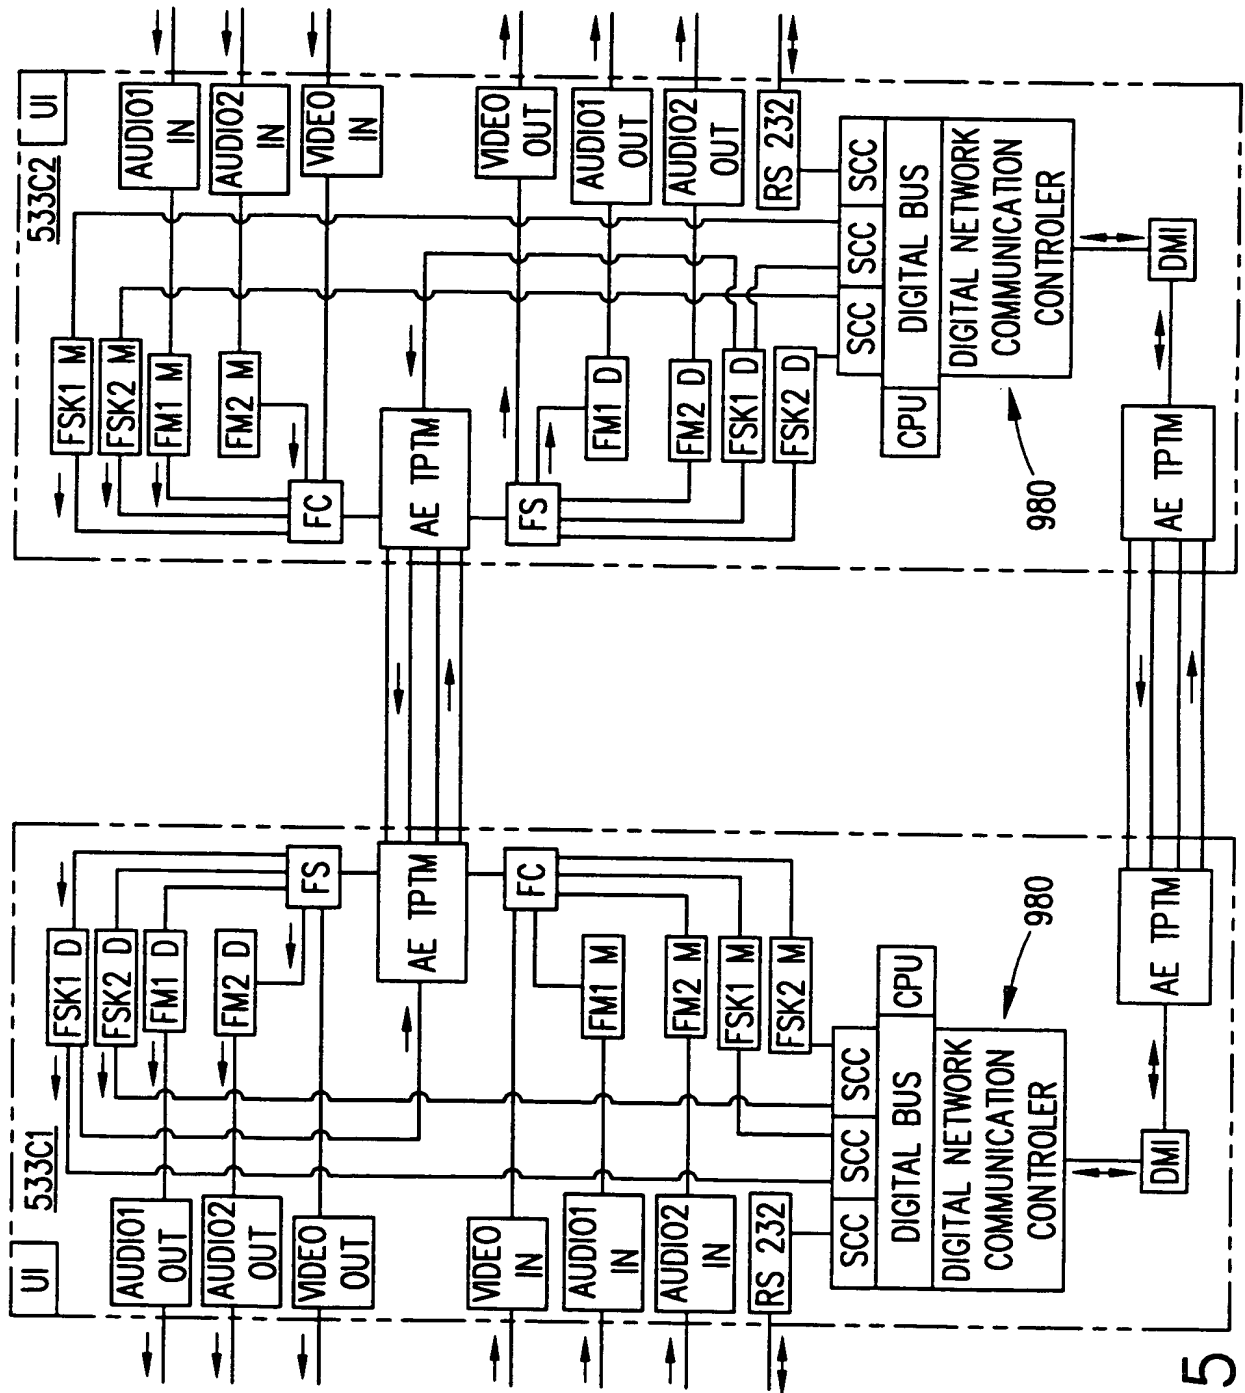 UI
533C1
AUDIO1
OUT
AUDIO2
OUT
VIDEO
OUT
VIDEO
IN
AUDIO1
IN
AUDIO2
IN
RS 232
FSK1 D
FSK2 D
FM1 D
FM2 D
FS
AE TPTM
FC
FM1 M
FM2 M
FSK1 M
FSK2 M
SCC
SCC
SCC
DIGITAL BUS
CPU
DIGITAL NETWORK
COMMUNICATION
CONTROLER
980
DMI
AE TPTM
533C2
UI
FSK1 M
FSK2 M
FM1 M
FM2 M
FC
AE TPTM
FS
FM1 D
FM2 D
FSK1 D
FSK2 D
AUDIO1
IN
AUDIO2
IN
VIDEO
IN
VIDEO
OUT
AUDIO1
OUT
AUDIO2
OUT
RS 232
SCC
SCC
SCC
CPU
DIGITAL BUS
DIGITAL NETWORK
COMMUNICATION
CONTROLER
980
DMI
AE TPTM
5